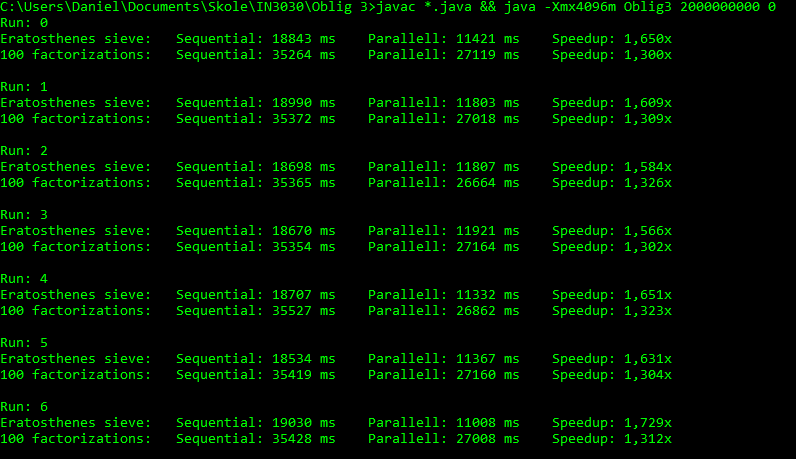 C:\Users\Daniel\Documents\Skole\IN3030\Oblig 3>javac *.java && java -Xmx4096m Oblig3 2000000000 0
Run: 0
Eratosthenes sieve:   Sequential: 18843 ms    Parallell: 11421 ms    Speedup: 1,650x
100 factorizations:   Sequential: 35264 ms    Parallell: 27119 ms    Speedup: 1,300x

Run: 1
Eratosthenes sieve:   Sequential: 18990 ms    Parallell: 11803 ms    Speedup: 1,609x
100 factorizations:   Sequential: 35372 ms    Parallell: 27018 ms    Speedup: 1,309x

Run: 2
Eratosthenes sieve:   Sequential: 18698 ms    Parallell: 11807 ms    Speedup: 1,584x
100 factorizations:   Sequential: 35365 ms    Parallell: 26664 ms    Speedup: 1,326x

Run: 3
Eratosthenes sieve:   Sequential: 18670 ms    Parallell: 11921 ms    Speedup: 1,566x
100 factorizations:   Sequential: 35354 ms    Parallell: 27164 ms    Speedup: 1,302x

Run: 4
Eratosthenes sieve:   Sequential: 18707 ms    Parallell: 11332 ms    Speedup: 1,651x
100 factorizations:   Sequential: 35527 ms    Parallell: 26862 ms    Speedup: 1,323x

Run: 5
Eratosthenes sieve:   Sequential: 18534 ms    Parallell: 11367 ms    Speedup: 1,631x
100 factorizations:   Sequential: 35419 ms    Parallell: 27160 ms    Speedup: 1,304x

Run: 6
Eratosthenes sieve:   Sequential: 19030 ms    Parallell: 11008 ms    Speedup: 1,729x
100 factorizations:   Sequential: 35428 ms    Parallell: 27008 ms    Speedup: 1,312x